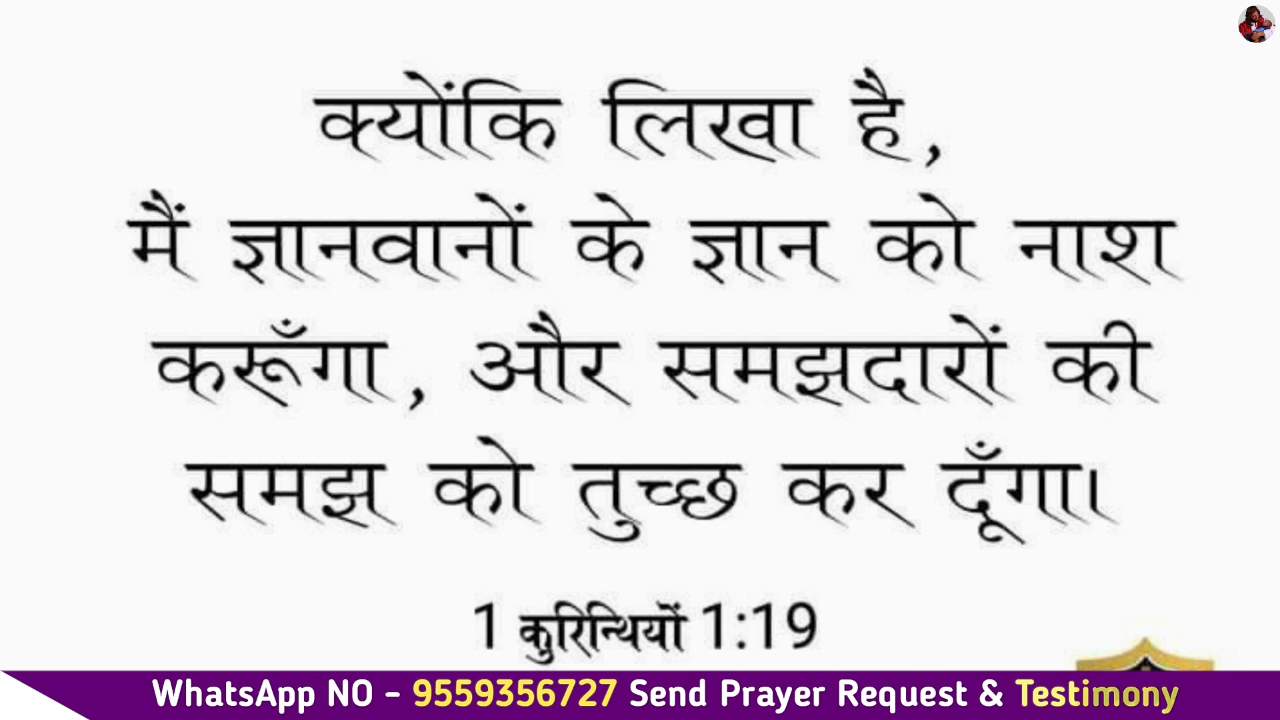 क्योंकि लिखा है,
मैं ज्ञानवानों के ज्ञान को नाश
करूँगा, और समझदारों की
समझ को तुच्छ कर दूँगा।
1 कुरिन्थियों 1:19
WhatsApp NO - 9559356727 Send Prayer Request & Testimony